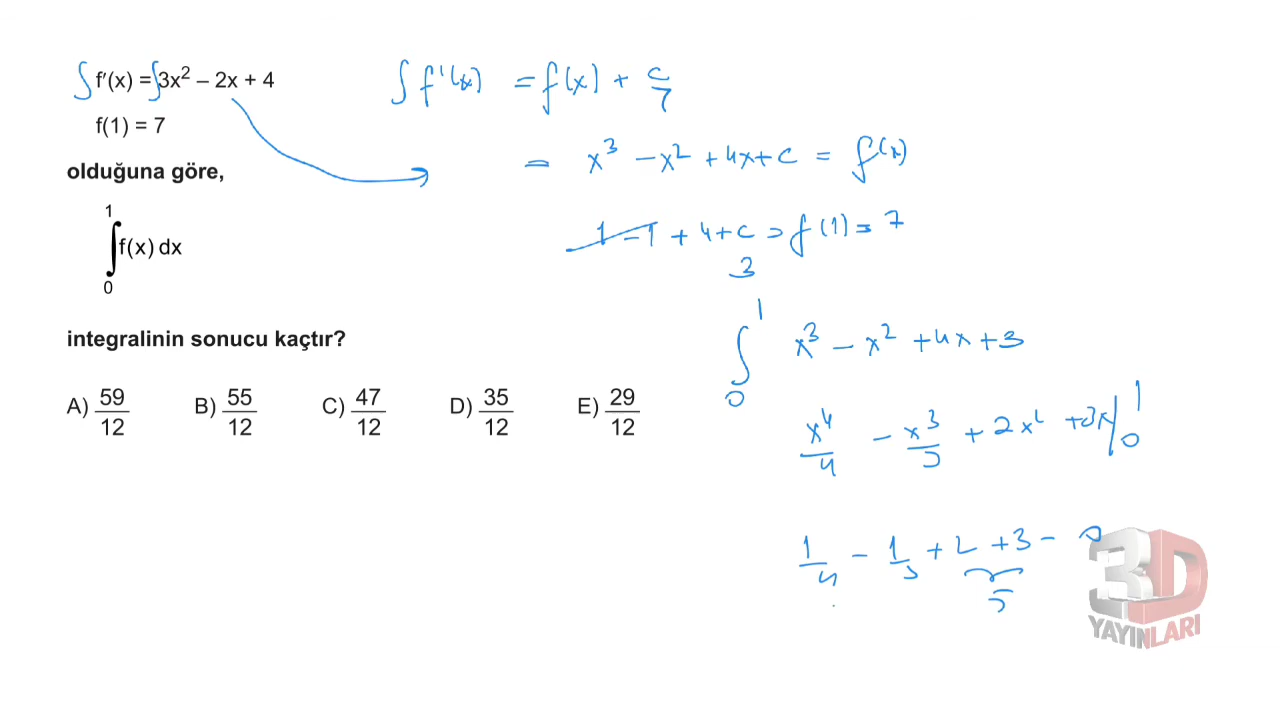 ∫ f'(x) = ∫ 3x² – 2x + 4
f(1) = 7
olduğuna göre,
1
∫ f(x) dx
0
integralinin sonucu kaçtır?
A) 59/12 B) 55/12 C) 47/12 D) 35/12 E) 29/12
∫ f'(x) = f(x) + c
= x³ – x² + 4x + c = f(x)
1 – 1 + 4 + c = f(1) = 7
3
1
∫ x³ – x² + 4x + 3
0
x⁴/4 – x³/3 + 2x² + 3x | 1 0
1/4 – 1/3 + 2 + 3 – 0
5
3D
YAYINLARI